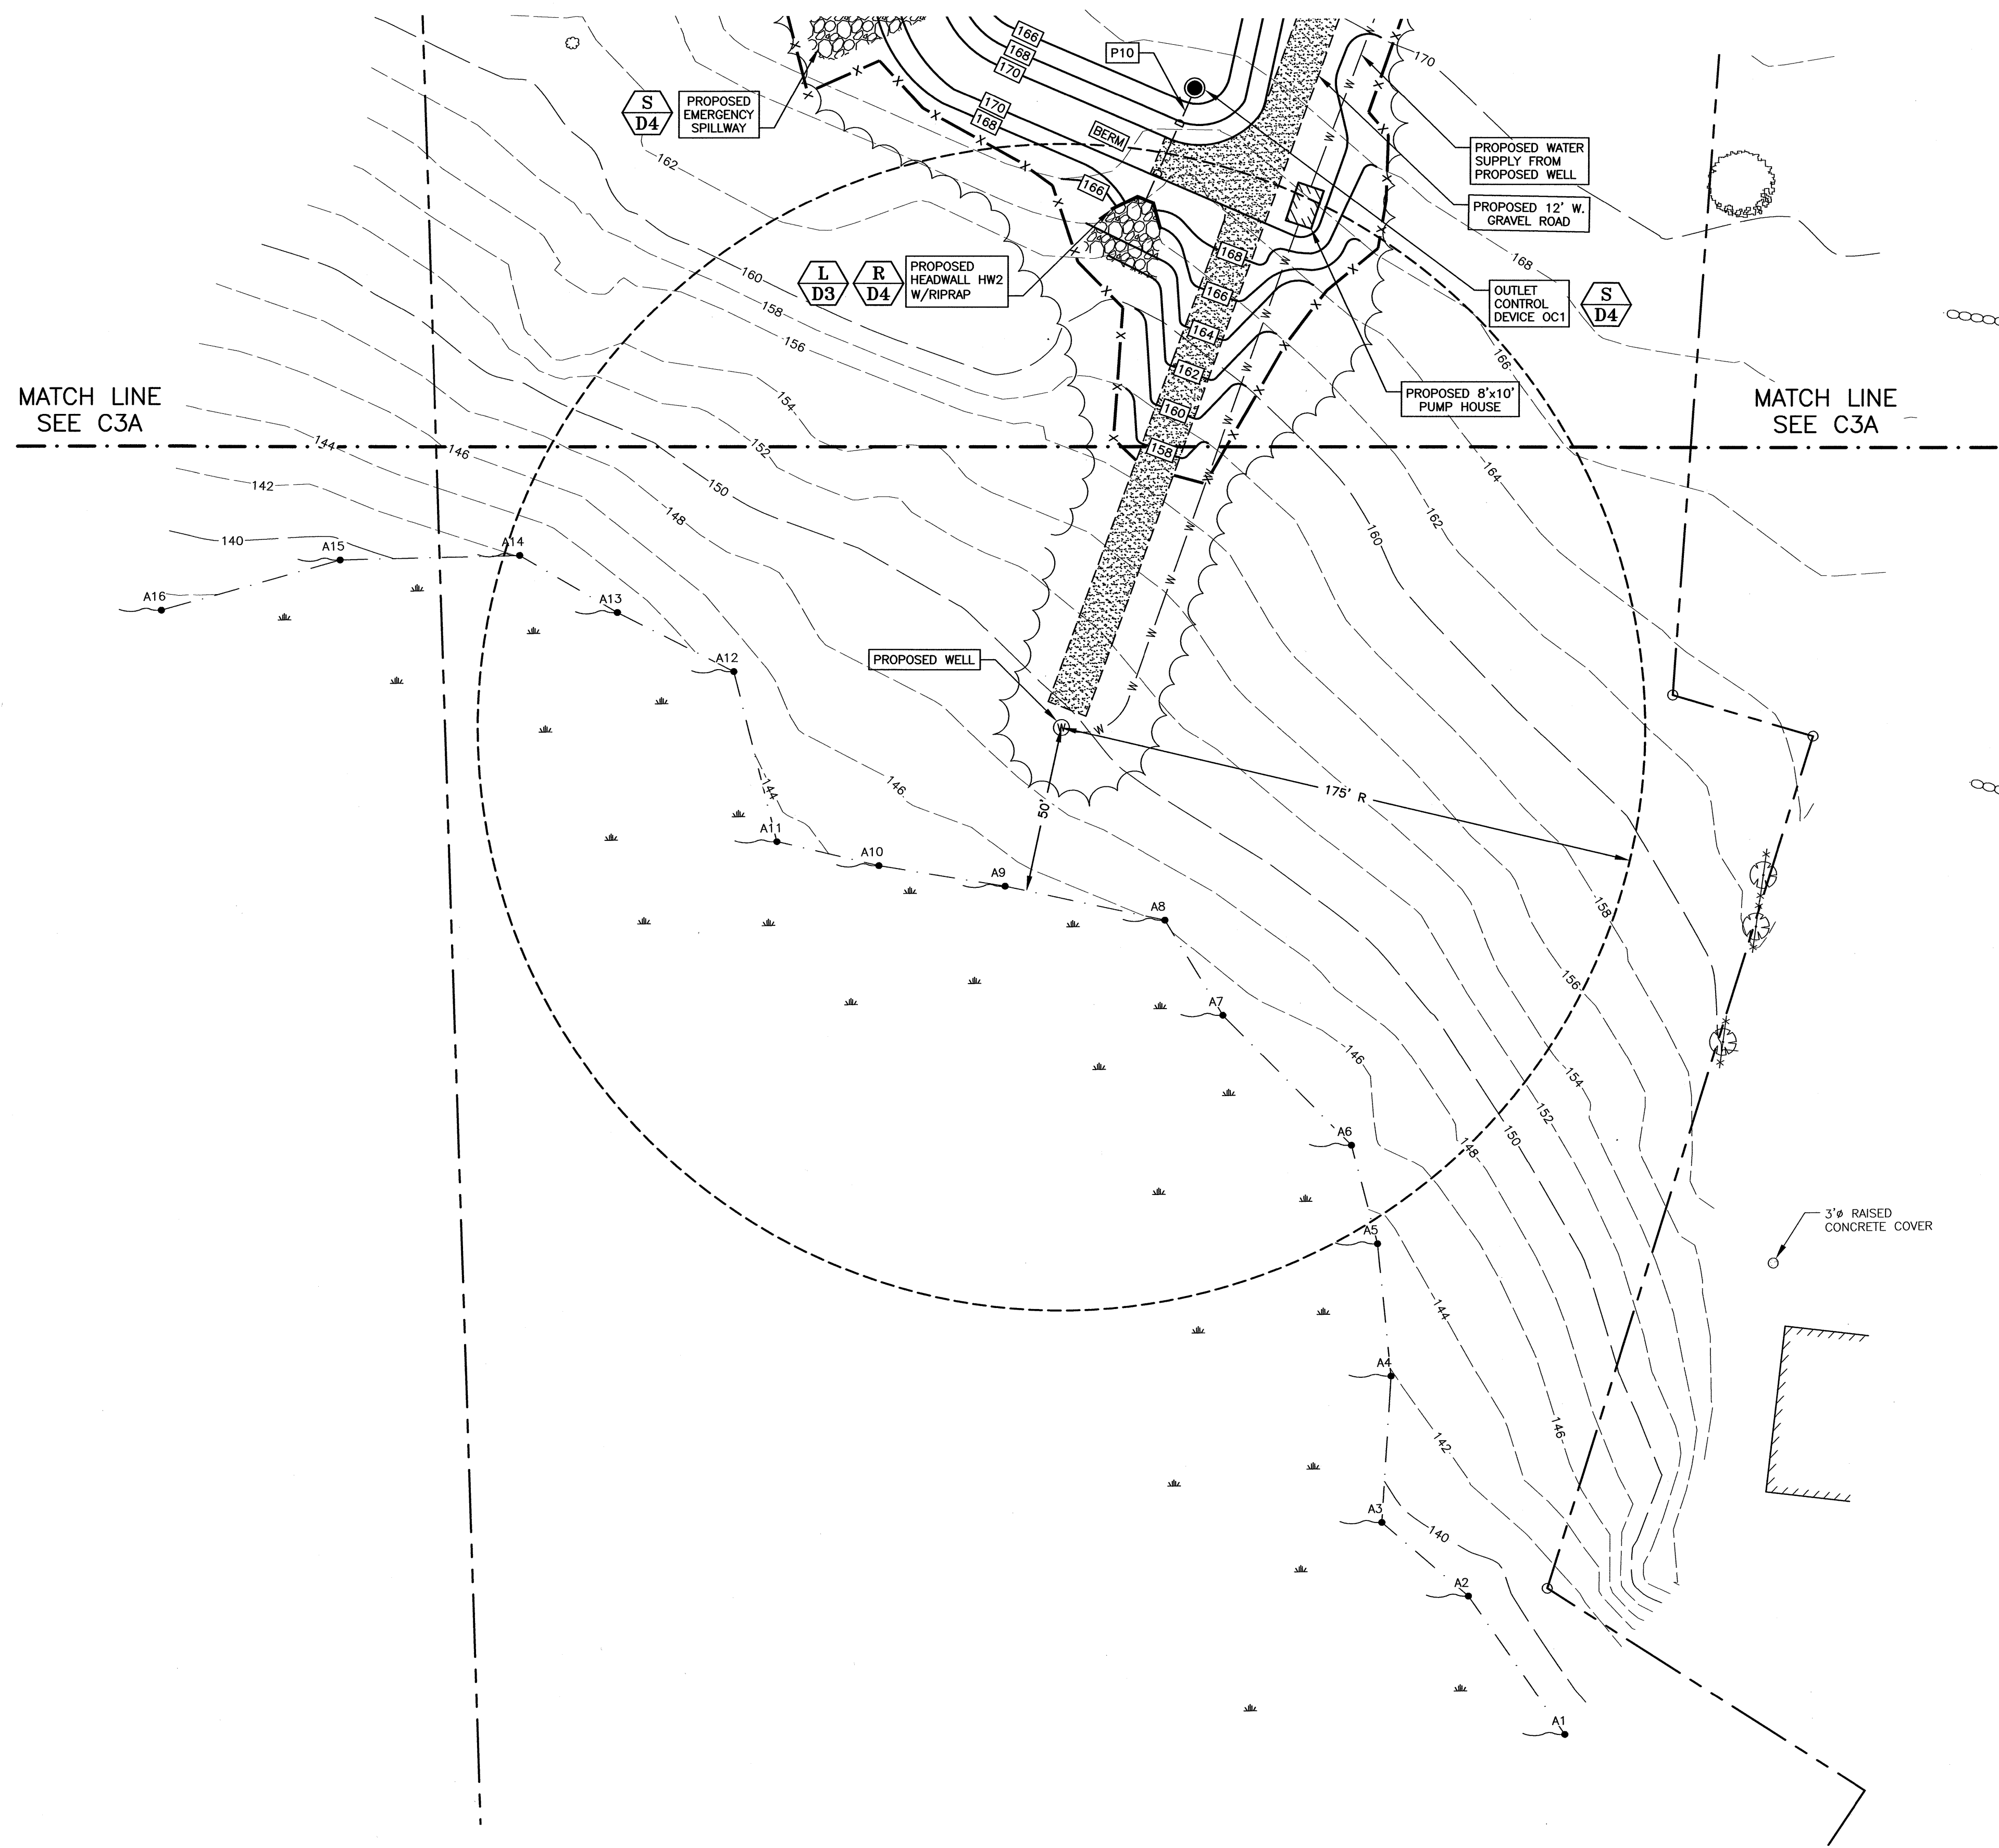 166
168
170
P10
170
S
D4
PROPOSED
EMERGENCY
SPILLWAY
170
168
BERM
PROPOSED WATER
SUPPLY FROM
PROPOSED WELL
162
166
PROPOSED 12' W.
GRAVEL ROAD
L
D3
R
D4
PROPOSED
HEADWALL HW2
W/RIPRAP
160
168
168
OUTLET
CONTROL
DEVICE OC1
S
D4
158
166
156
164
166
162
PROPOSED 8'x10'
PUMP HOUSE
MATCH LINE
SEE C3A
154
160
MATCH LINE
SEE C3A
144
146
152
158
164
142
150
148
162
160
140
A15
A14
A16
A13
A12
PROPOSED WELL
W
144
146
50'
175' R
A11
A10
A9
A8
158
156
A7
146
154
152
150
148
A6
A5
3'ø RAISED
CONCRETE COVER
144
A4
146
142
A3
140
A2
A1